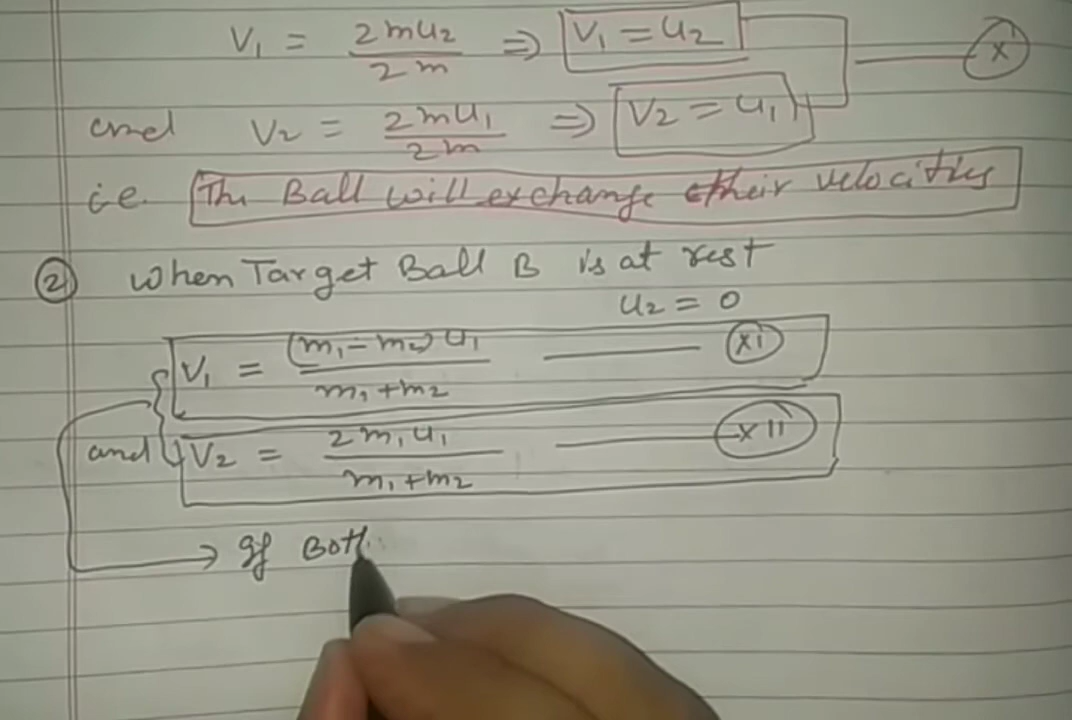 V₁ = 2mu₂ / 2m ⇒ V₁ = u₂ —— X
and V₂ = 2mu₁ / 2m ⇒ V₂ = u₁
i.e. The Ball will exchange their velocities
② When Target Ball B is at rest
u₂ = 0
V₁ = (m₁ - m₂) u₁ / m₁ + m₂ —— XI
and V₂ = 2m₁u₁ / m₁ + m₂ —— XII
→ If Both